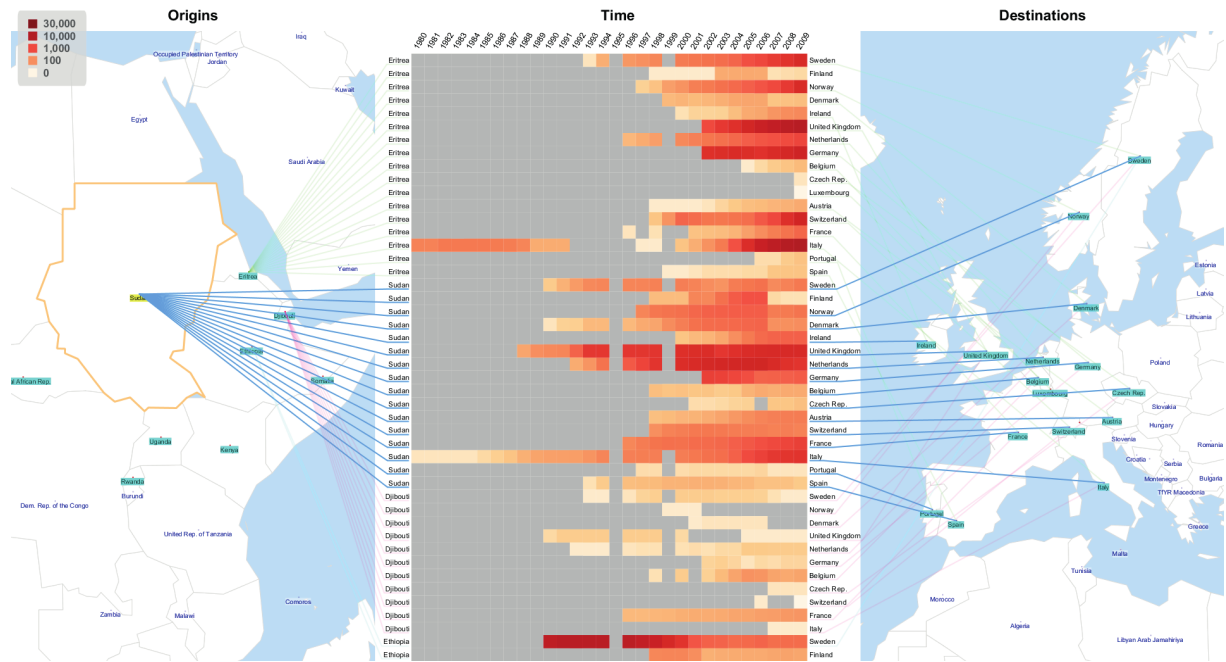 Origins
Time
Destinations
30,000
10,000
1,000
100
0
1980 1981 1982 1983 1984 1985 1986 1987 1988 1989 1990 1991 1992 1993 1994 1995 1996 1997 1998 1999 2000 2001 2002 2003 2004 2005 2006 2007 2008 2009
Iraq
Occupied Palestinian Territory
Jordan
Kuwait
Egypt
Saudi Arabia
Yemen
Eritrea
Djibouti
Ethiopia
Somalia
Uganda
Kenya
Rwanda
Burundi
Dem. Rep. of the Congo
United Rep. of Tanzania
Comoros
Zambia
Malawi
Eritrea Sweden
Eritrea Finland
Eritrea Norway
Eritrea Denmark
Eritrea Ireland
Eritrea United Kingdom
Eritrea Netherlands
Eritrea Germany
Eritrea Belgium
Eritrea Czech Rep.
Eritrea Luxembourg
Eritrea Austria
Eritrea Switzerland
Eritrea France
Eritrea Italy
Eritrea Portugal
Eritrea Spain
Sudan Sweden
Sudan Finland
Sudan Norway
Sudan Denmark
Sudan Ireland
Sudan United Kingdom
Sudan Netherlands
Sudan Germany
Sudan Belgium
Sudan Czech Rep.
Sudan Austria
Sudan Switzerland
Sudan France
Sudan Italy
Sudan Portugal
Sudan Spain
Djibouti Sweden
Djibouti Norway
Djibouti Denmark
Djibouti United Kingdom
Djibouti Netherlands
Djibouti Germany
Djibouti Belgium
Djibouti Czech Rep.
Djibouti Switzerland
Djibouti France
Djibouti Italy
Ethiopia Sweden
Ethiopia Finland
Sweden
Norway
Estonia
Latvia
Lithuania
Denmark
Ireland
United Kingdom
Netherlands
Germany
Poland
Belgium
Luxembourg
Czech Rep.
Slovakia
Austria
Hungary
Switzerland
France
Slovenia
Romania
Croatia
Serbia
Montenegro
Bulgaria
Italy
TfYR Macedonia
Portugal
Spain
Greece
Malta
Tunisia
Morocco
Algeria
Libyan Arab Jamahiriya